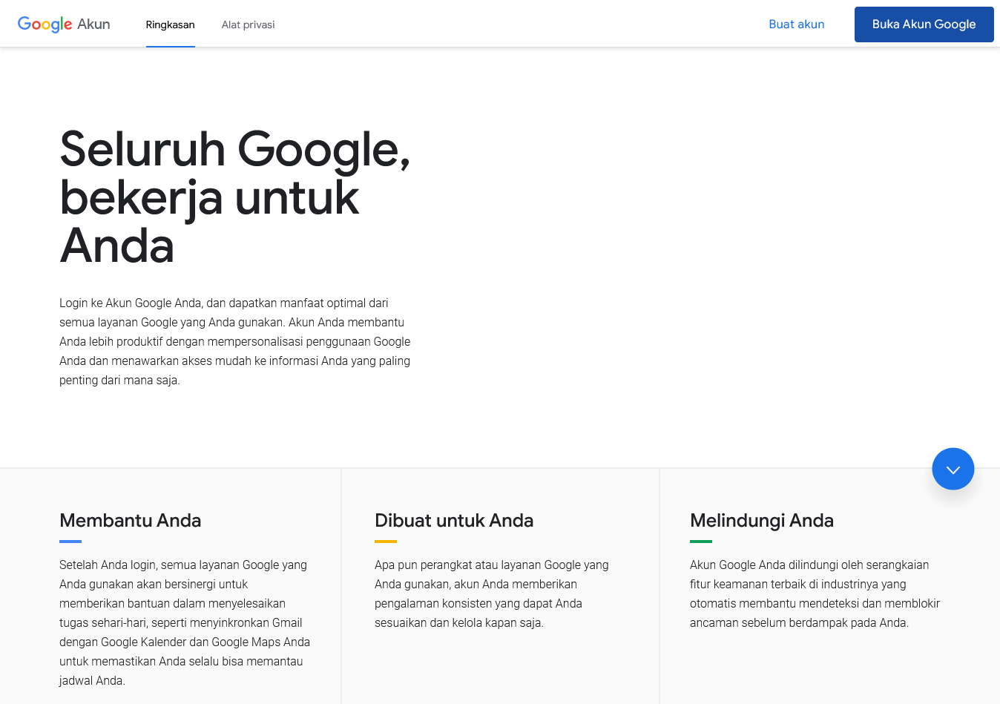 Google Akun
Ringkasan
Alat privasi
Buat akun
Buka Akun Google
Seluruh Google,
bekerja untuk
Anda
Login ke Akun Google Anda, dan dapatkan manfaat optimal dari
semua layanan Google yang Anda gunakan. Akun Anda membantu
Anda lebih produktif dengan mempersonalisasi penggunaan Google
Anda dan menawarkan akses mudah ke informasi Anda yang paling
penting dari mana saja.
Membantu Anda
Setelah Anda login, semua layanan Google yang
Anda gunakan akan bersinergi untuk
memberikan bantuan dalam menyelesaikan
tugas sehari-hari, seperti menyinkronkan Gmail
dengan Google Kalender dan Google Maps Anda
untuk memastikan Anda selalu bisa memantau
jadwal Anda.
Dibuat untuk Anda
Apa pun perangkat atau layanan Google yang
Anda gunakan, akun Anda memberikan
pengalaman konsisten yang dapat Anda
sesuaikan dan kelola kapan saja.
Melindungi Anda
Akun Google Anda dilindungi oleh serangkaian
fitur keamanan terbaik di industrinya yang
otomatis membantu mendeteksi dan memblokir
ancaman sebelum berdampak pada Anda.